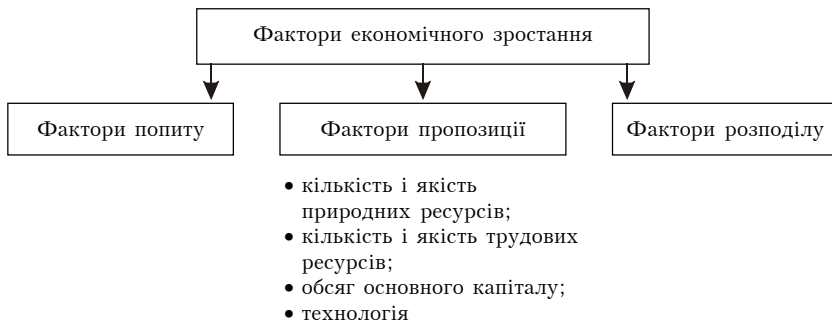 Фактори економічного зростання
Фактори попиту
Фактори пропозиції
Фактори розподілу
• кількість і якість
природних ресурсів;
• кількість і якість трудових
ресурсів;
• обсяг основного капіталу;
• технологія